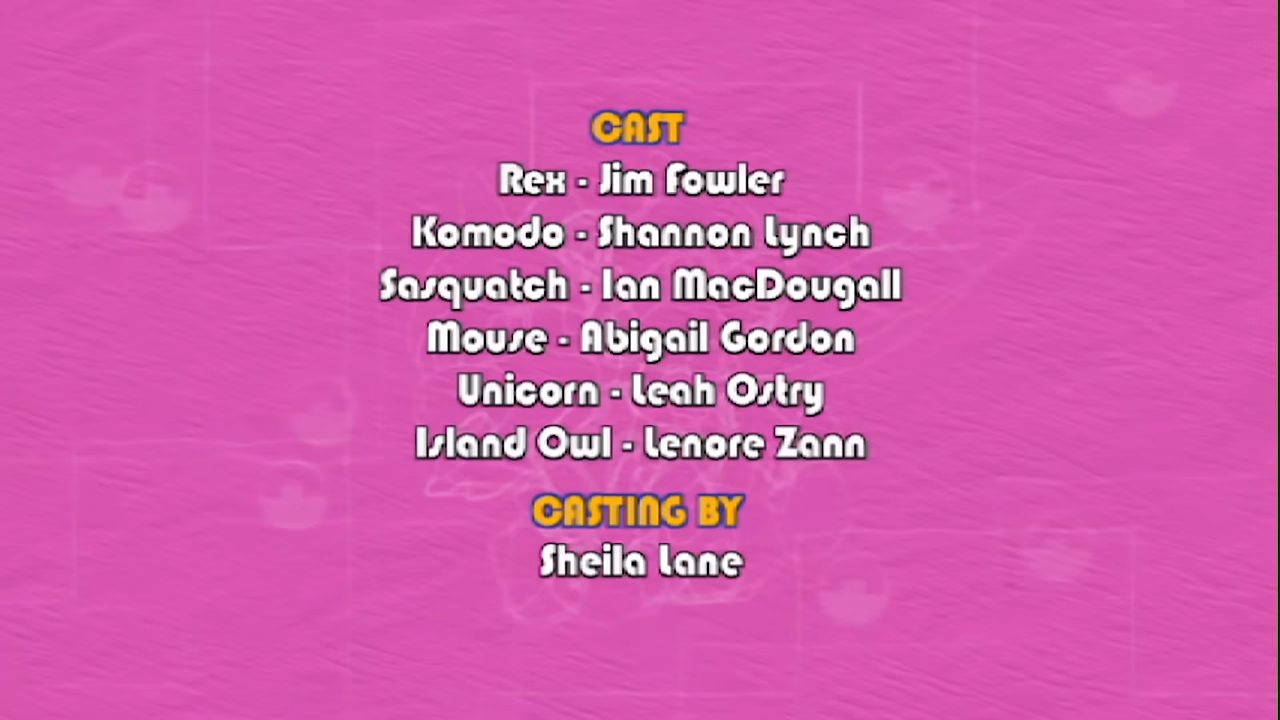 CAST
Rex - Jim Fowler
Komodo - Shannon Lynch
Sasquatch - Ian MacDougall
Mouse - Abigail Gordon
Unicorn - Leah Ostry
Island Owl - Lenore Zann
CASTING BY
Sheila Lane